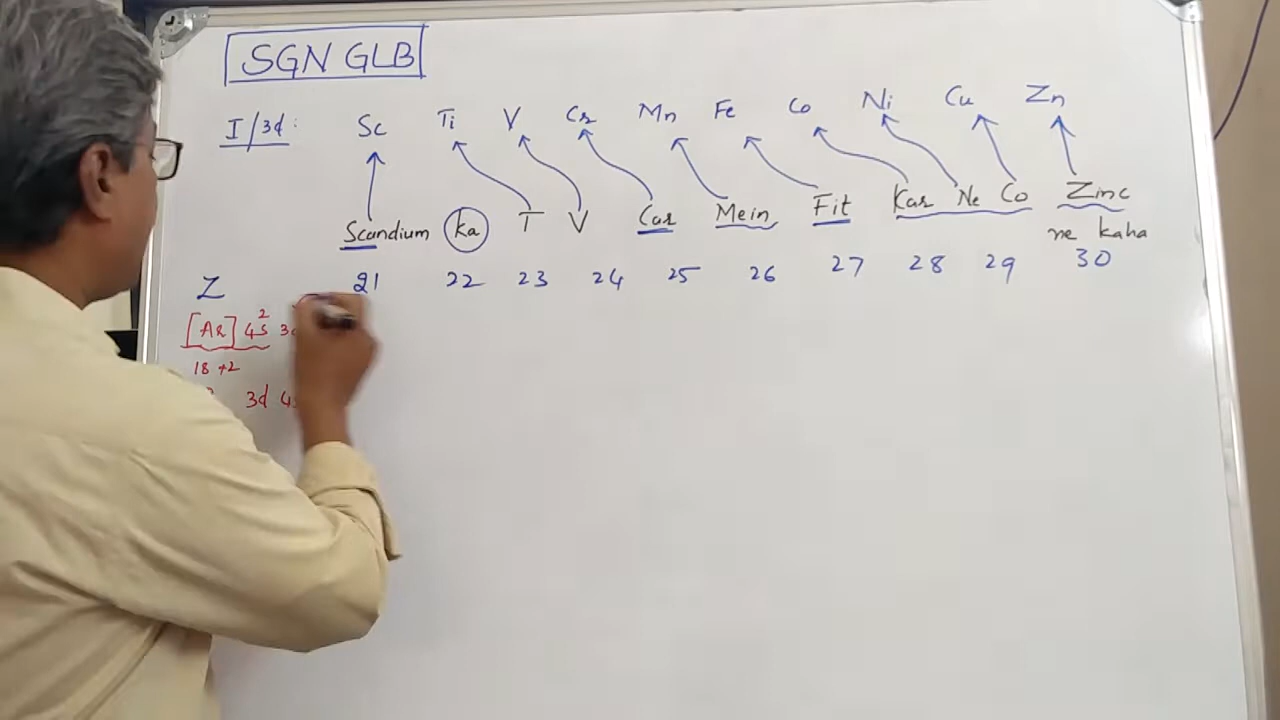 SGN GLB
I/3d: Sc Ti V Cr Mn Fe Co Ni Cu Zn
Scandium ka T V Car Mein Fit Kar Ne Co Zinc
ne kaha
Z 21 22 23 24 25 26 27 28 29 30
[Ar] 4s²
18 +2
3d